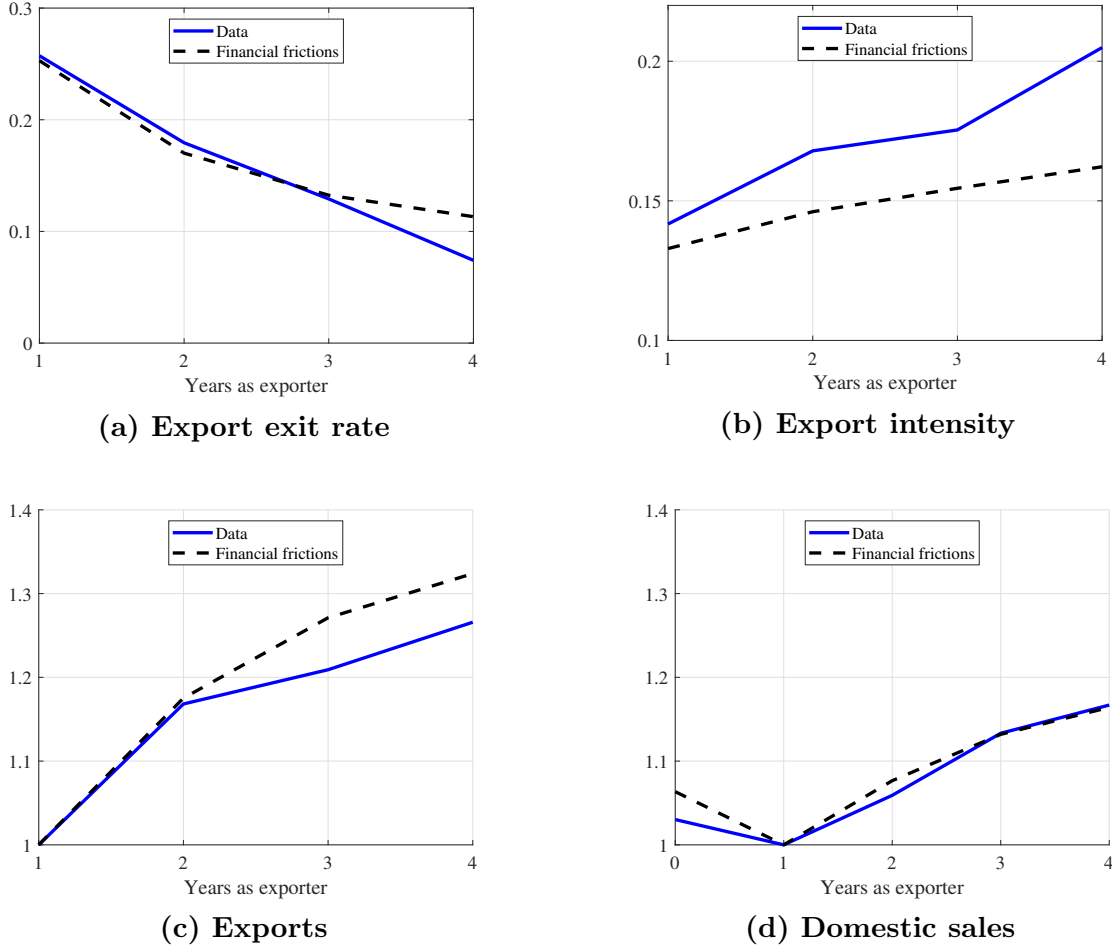 0.3
0.2
0.1
0
1
2
3
4
Data
Financial frictions
Years as exporter
(a) Export exit rate
0.2
0.15
0.1
1
2
3
4
Data
Financial frictions
Years as exporter
(b) Export intensity
1.4
1.3
1.2
1.1
1
1
2
3
4
Data
Financial frictions
Years as exporter
(c) Exports
1.4
1.3
1.2
1.1
1
0
1
2
3
4
Data
Financial frictions
Years as exporter
(d) Domestic sales